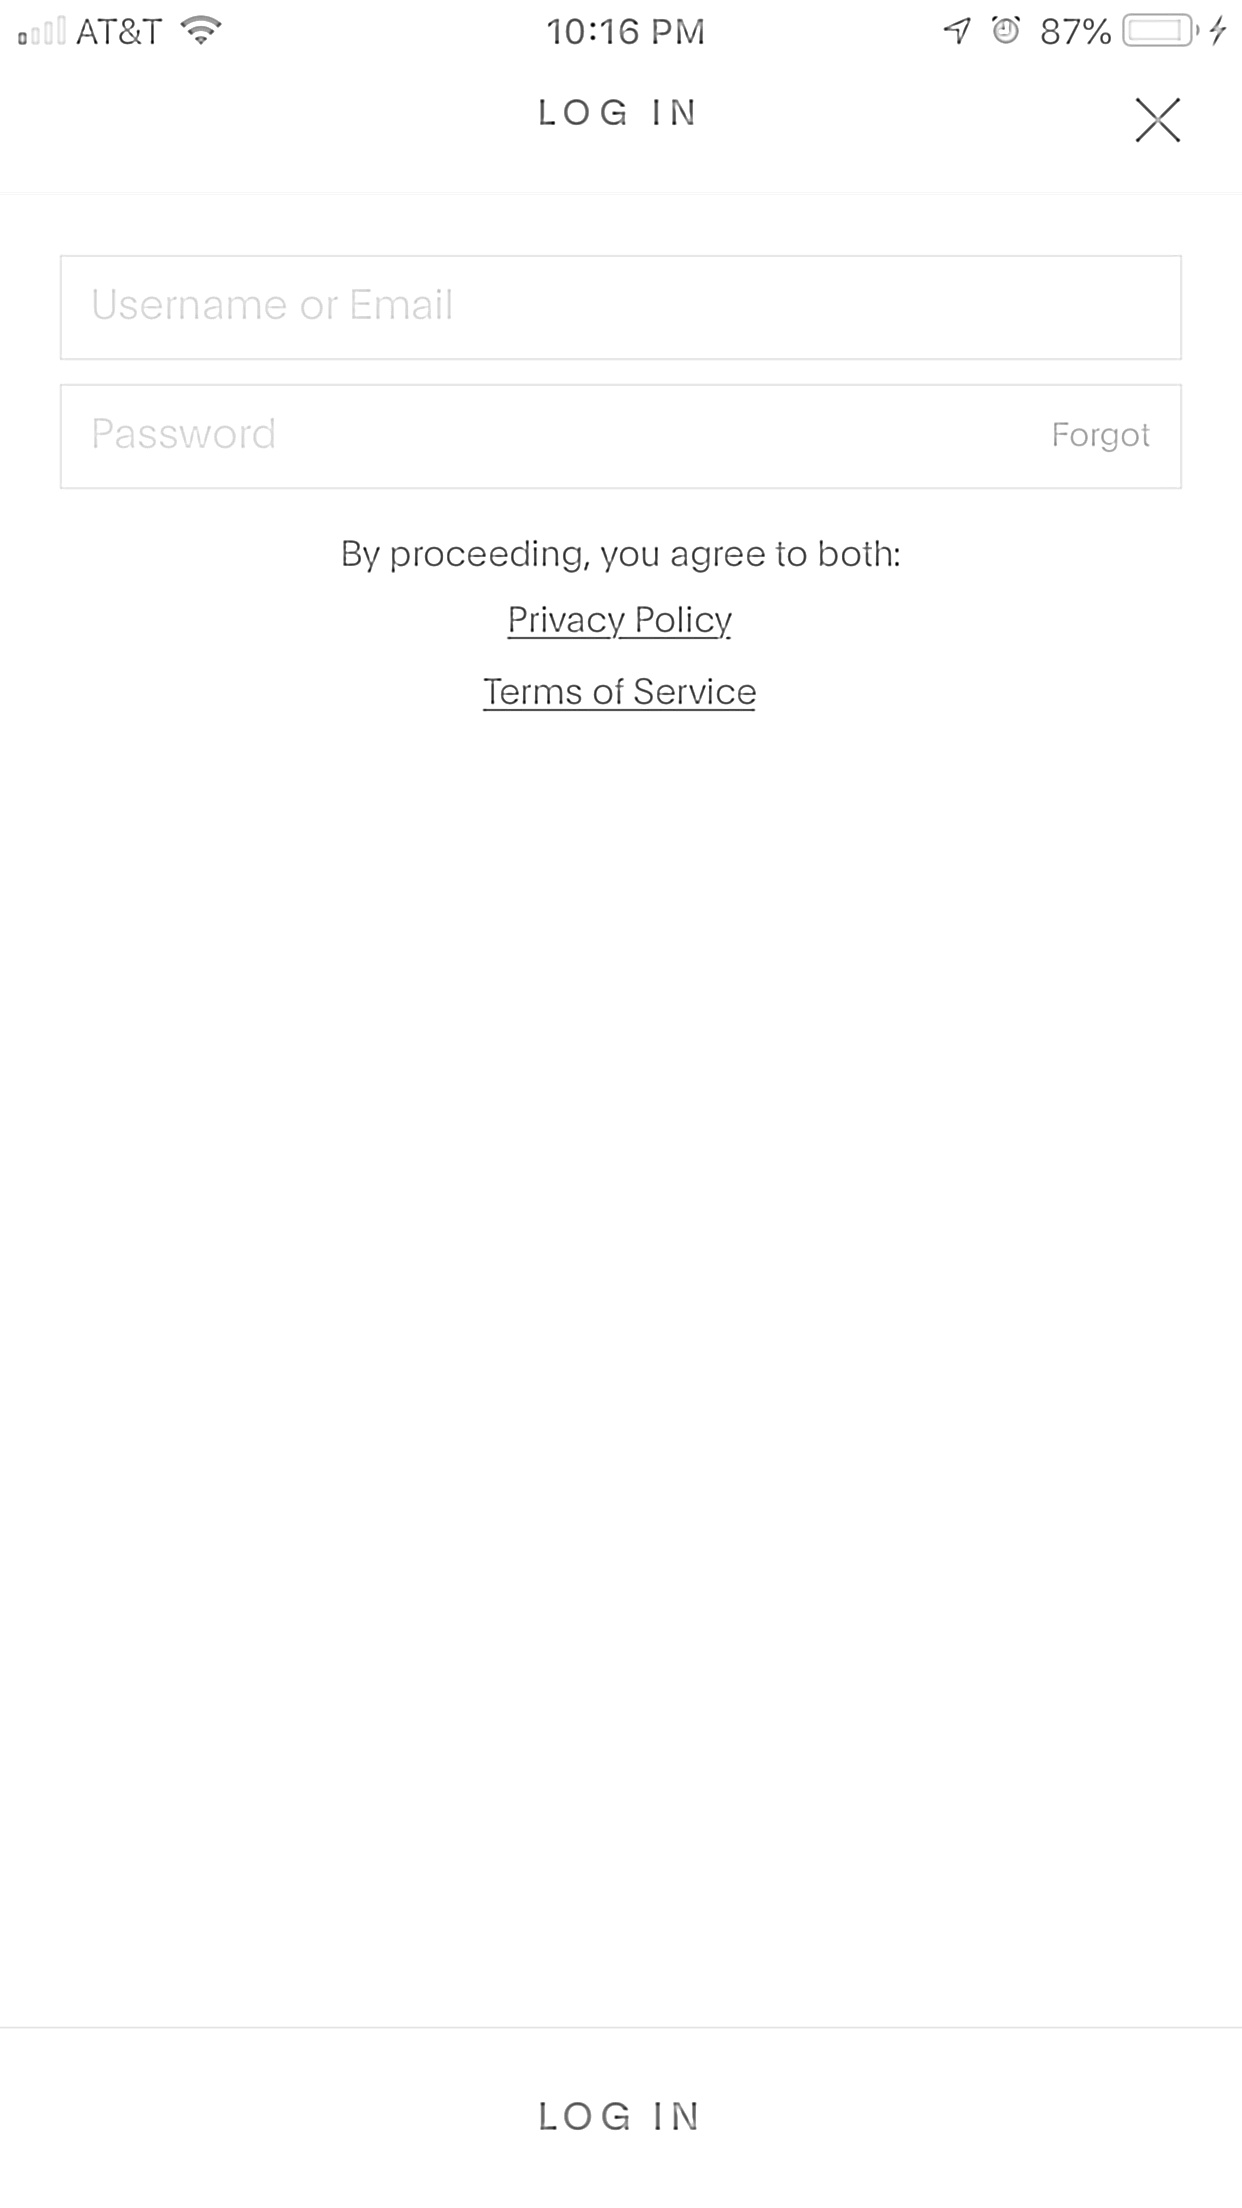 AT&T 10:16 PM 87%
LOG IN
Username or Email
Password Forgot
By proceeding, you agree to both:
Privacy Policy
Terms of Service
LOG IN